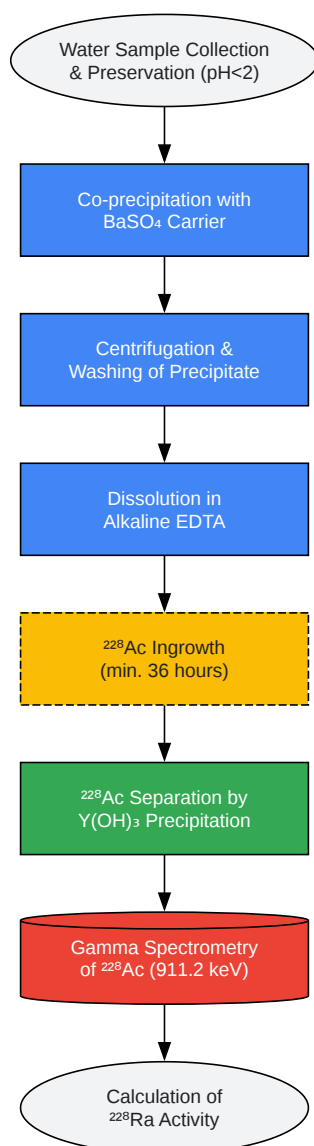 Water Sample Collection
& Preservation (pH<2)
Co-precipitation with
BaSO₄ Carrier
Centrifugation &
Washing of Precipitate
Dissolution in
Alkaline EDTA
²²⁸Ac Ingrowth
(min. 36 hours)
²²⁸Ac Separation by
Y(OH)₃ Precipitation
Gamma Spectrometry
of ²²⁸Ac (911.2 keV)
Calculation of
²²⁸Ra Activity